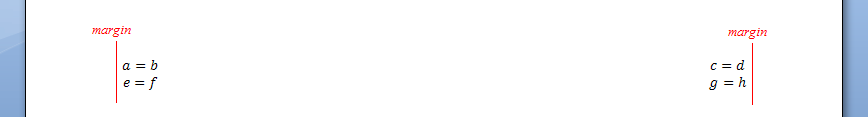 margin margin
a = b c = d
e = f g = h